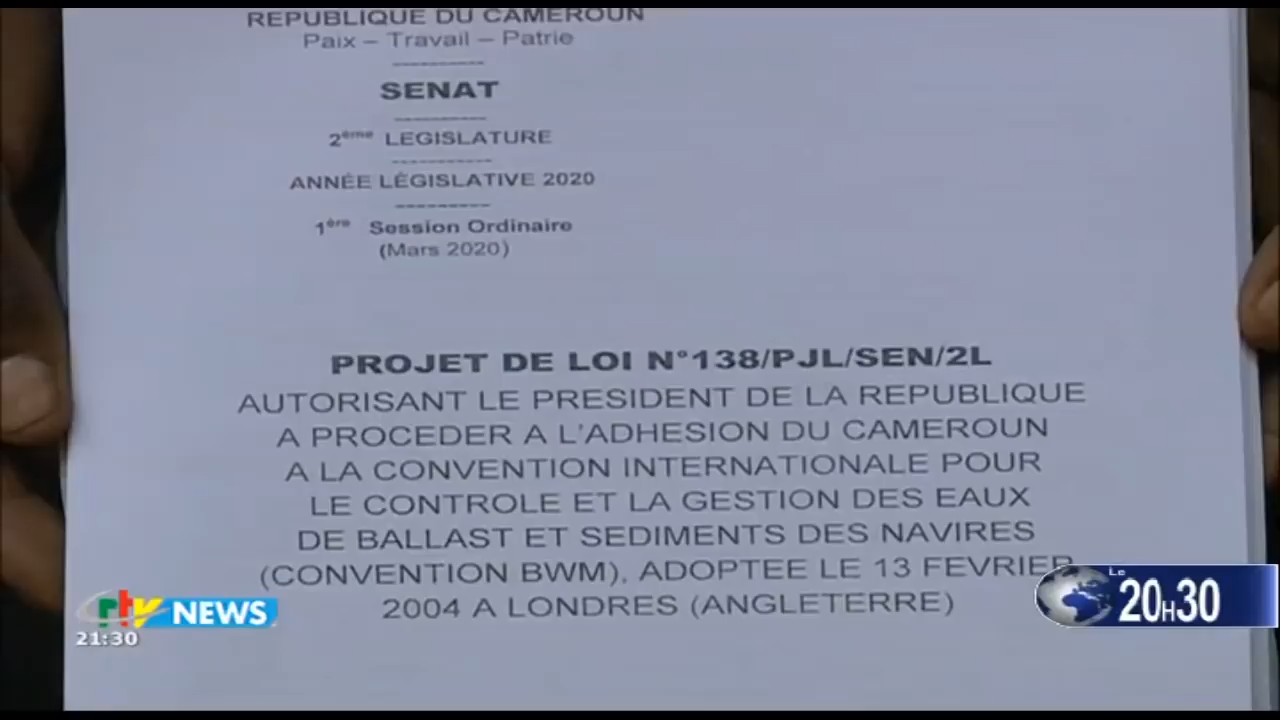 REPUBLIQUE DU CAMEROUN
Paix – Travail – Patrie
SENAT
2ème LEGISLATURE
ANNÉE LÉGISLATIVE 2020
1ère Session Ordinaire
(Mars 2020)
PROJET DE LOI N°138/PJL/SEN/2L
AUTORISANT LE PRESIDENT DE LA REPUBLIQUE
A PROCEDER A L'ADHESION DU CAMEROUN
A LA CONVENTION INTERNATIONALE POUR
LE CONTROLE ET LA GESTION DES EAUX
DE BALLAST ET SEDIMENTS DES NAVIRES
(CONVENTION BWM), ADOPTEE LE 13 FEVRIER
2004 A LONDRES (ANGLETERRE)
rtv NEWS
21:30
Le
20H30